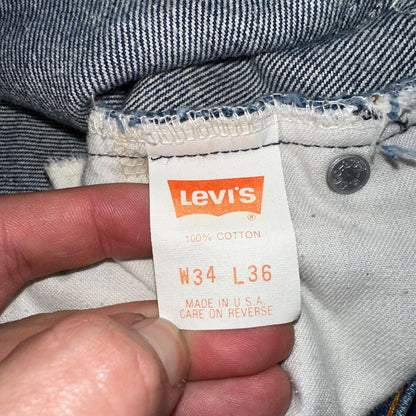 Levi's
®
100% COTTON
W34 L36
MADE IN U.S.A.
CARE ON REVERSE